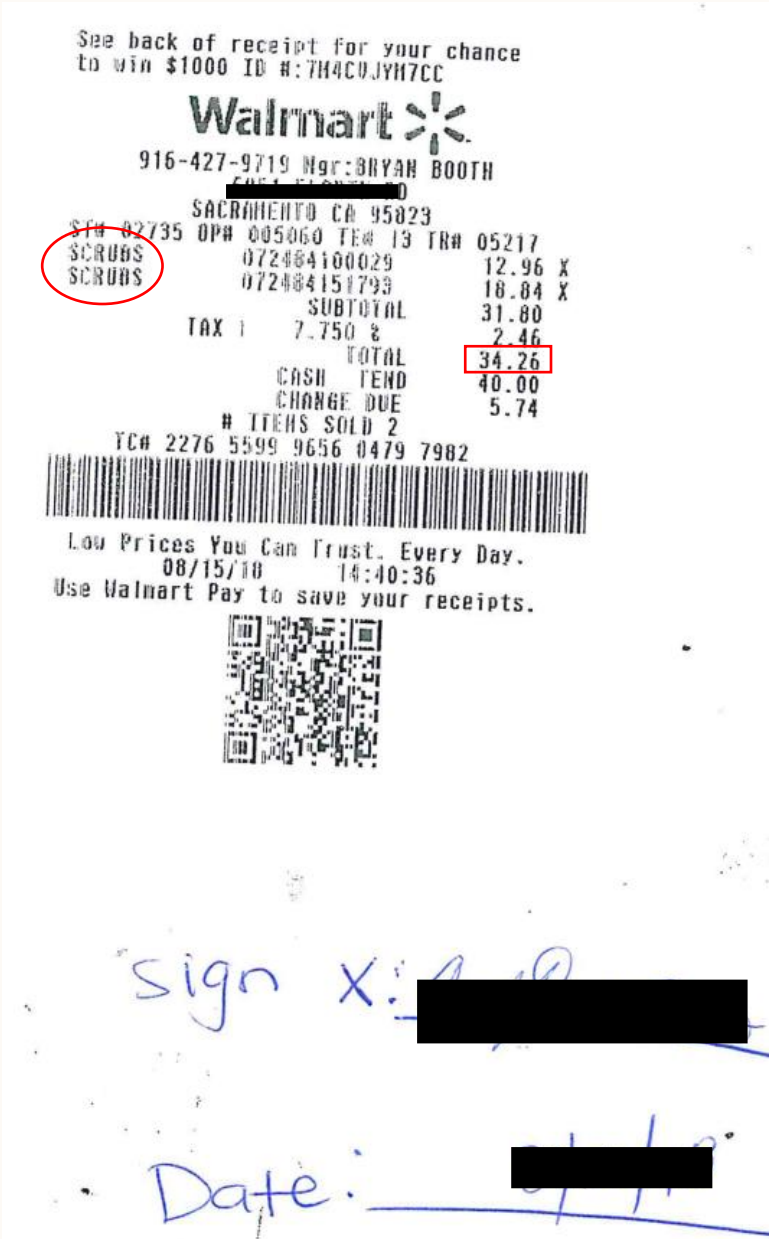 See back of receipt for your chance
to win $1000 ID #:7M4CVJYM7CC
Walmart
916-427-9719 Mgr:BRYAN BOOTH
SACRAMENTO CA 95823
ST# 02735 OP# 005060 TE# 13 TR# 05217
SCRUBS 072484100029 12.96 X
SCRUBS 072484151793 18.84 X
SUBTOTAL 31.80
TAX 1 7.750 % 2.46
TOTAL 34.26
CASH TEND 40.00
CHANGE DUE 5.74
# ITEMS SOLD 2
TC# 2276 5599 9656 0479 7982
Low Prices You Can Trust. Every Day.
08/15/18 14:40:36
Use Walmart Pay to save your receipts.
Sign X:
Date: